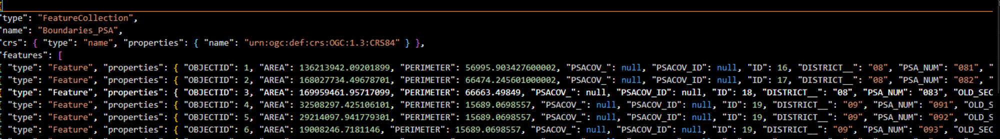 {
"type": "FeatureCollection",
"name": "Boundaries_PSA",
"crs": { "type": "name", "properties": { "name": "urn:ogc:def:crs:OGC:1.3:CRS84" } },
"features": [
{ "type": "Feature", "properties": { "OBJECTID": 1, "AREA": 136213942.09201899, "PERIMETER": 56995.903427600002, "PSACOV_": null, "PSACOV_ID": null, "ID": 16, "DISTRICT__": "08", "PSA_NUM": "081", "
{ "type": "Feature", "properties": { "OBJECTID": 2, "AREA": 168027734.49678701, "PERIMETER": 66474.245601000002, "PSACOV_": null, "PSACOV_ID": null, "ID": 17, "DISTRICT__": "08", "PSA_NUM": "082", "
{ "type": "Feature", "properties": { "OBJECTID": 3, "AREA": 169959461.95717099, "PERIMETER": 66663.49849, "PSACOV_": null, "PSACOV_ID": null, "ID": 18, "DISTRICT__": "08", "PSA_NUM": "083", "OLD_SEC
{ "type": "Feature", "properties": { "OBJECTID": 4, "AREA": 32508297.425106101, "PERIMETER": 15689.0698557, "PSACOV_": null, "PSACOV_ID": null, "ID": 19, "DISTRICT__": "09", "PSA_NUM": "091", "OLD_S
{ "type": "Feature", "properties": { "OBJECTID": 5, "AREA": 29214097.941779301, "PERIMETER": 15689.0698557, "PSACOV_": null, "PSACOV_ID": null, "ID": 19, "DISTRICT__": "09", "PSA_NUM": "092", "OLD_S
{ "type": "Feature", "properties": { "OBJECTID": 6, "AREA": 19008246.7181146, "PERIMETER": 15689.0698557, "PSACOV_": null, "PSACOV_ID": null, "ID": 19, "DISTRICT__": "09", "PSA_NUM": "093", "OLD_SEC